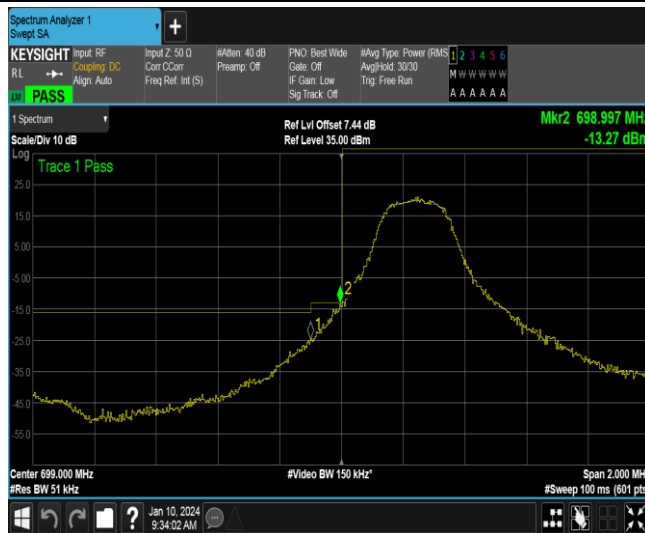 Spectrum Analyzer 1
Swept SA
+
KEYSIGHT
RL
PASS
Input: RF
Coupling: DC
Align: Auto
Input Z: 50 Ω
Corr CCorr
Freq Ref: Int (S)
#Atten: 40 dB
Preamp: Off
PNO: Best Wide
Gate: Off
IF Gain: Low
Sig Track: Off
#Avg Type: Power (RMS
Avg|Hold: 30/30
Trig: Free Run
1 2 3 4 5 6
M W W W W W
A A A A A A
1 Spectrum
Scale/Div 10 dB
Ref Lvl Offset 7.44 dB
Ref Level 35.00 dBm
Mkr2 698.997 MHz
-13.27 dBm
Log
Trace 1 Pass
25.0
15.0
5.00
-5.00
-15.0
-25.0
-35.0
-45.0
-55.0
2
1
Center 699.000 MHz
#Res BW 51 kHz
#Video BW 150 kHz*
Span 2.000 MHz
#Sweep 100 ms (601 pts
?
Jan 10, 2024
9:34:02 AM